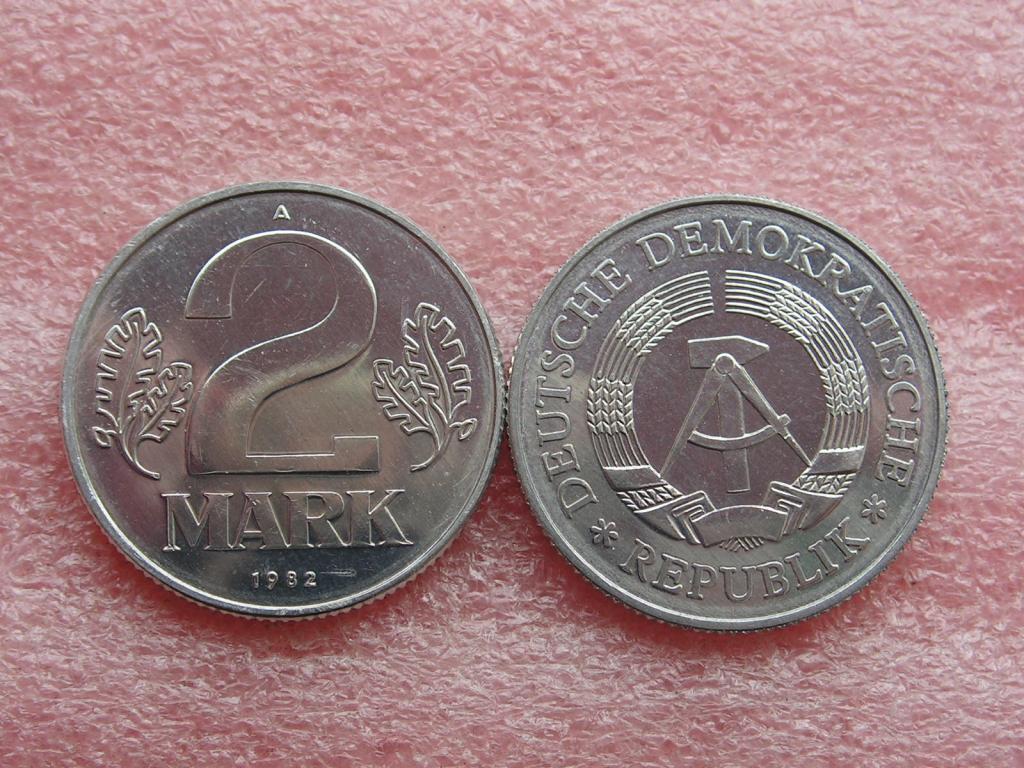 A
2
MARK
1982
DEUTSCHE DEMOKRATISCHE
* REPUBLIK *